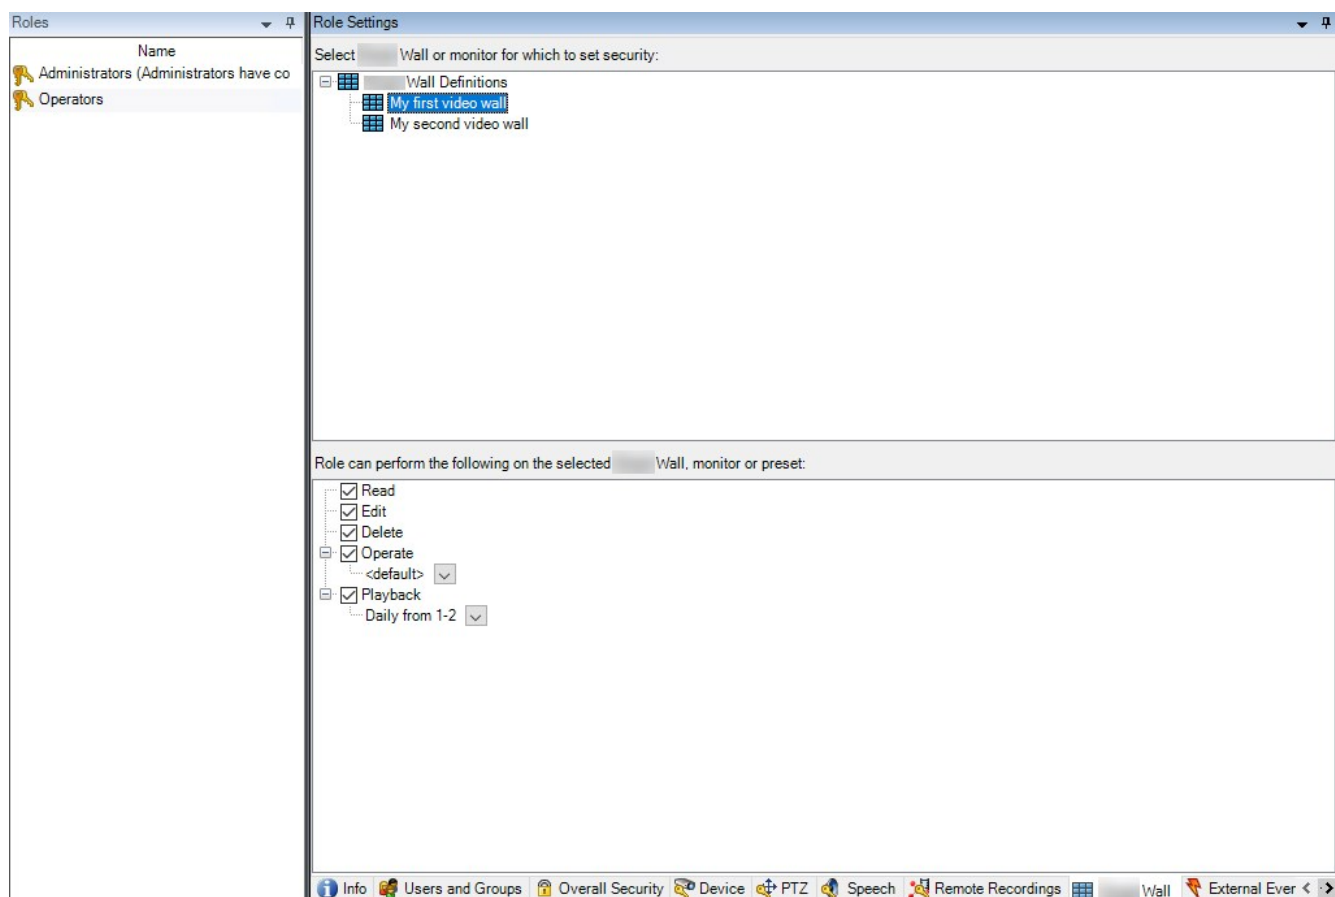 Roles
Name
Administrators (Administrators have co
Operators
Role Settings
Select Wall or monitor for which to set security:
Wall Definitions
My first video wall
My second video wall
Role can perform the following on the selected Wall, monitor or preset:
Read
Edit
Delete
Operate
<default>
Playback
Daily from 1-2
Info Users and Groups Overall Security Device PTZ Speech Remote Recordings Wall External Ever